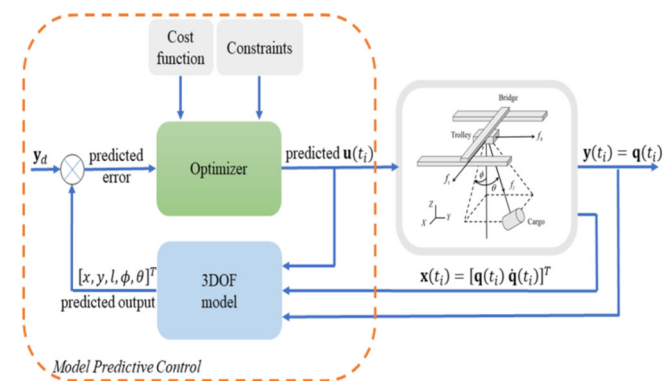 Cost
function
Constraints
y_d
predicted
error
Optimizer
predicted u(t_i)
Bridge
Trolley
f_x
f_y
f_l
ϕ
θ
Cargo
Z
X
Y
y(t_i) = q(t_i)
[x, y, l, ϕ, θ]^T
predicted output
3DOF
model
x(t_i) = [q(t_i) q̇(t_i)]^T
Model Predictive Control